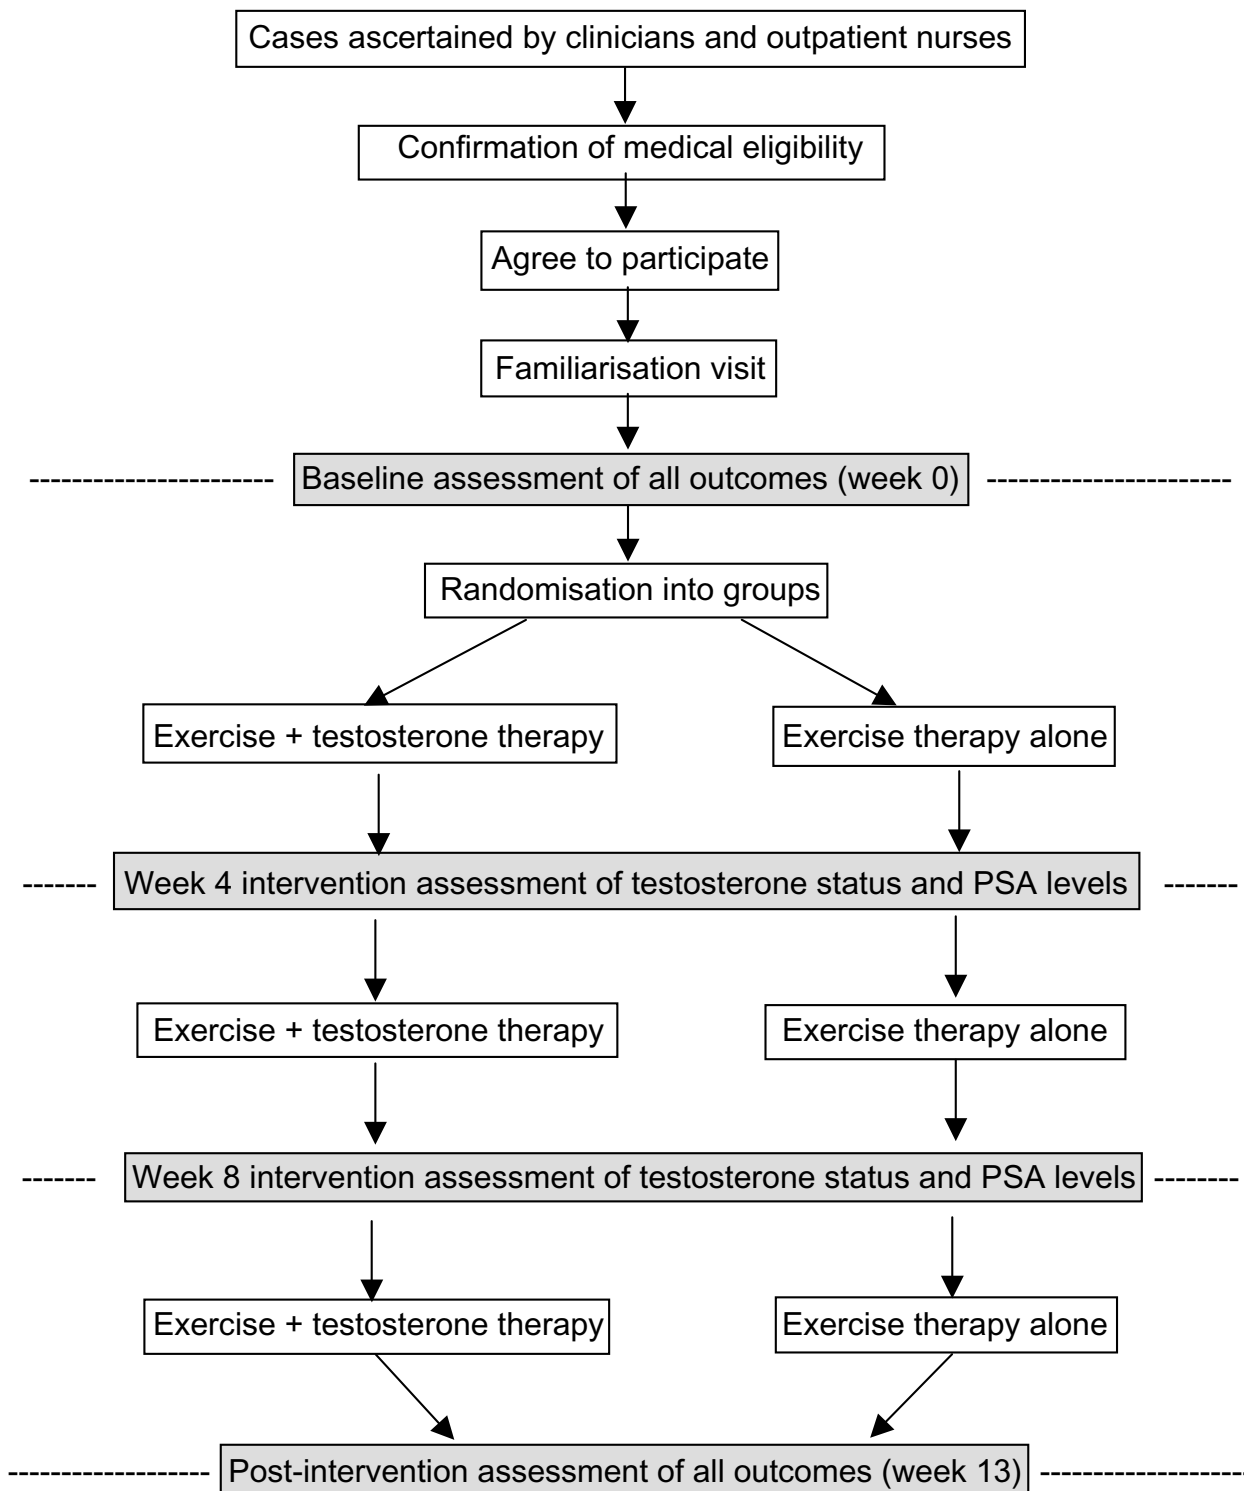 Cases ascertained by clinicians and outpatient nurses
Confirmation of medical eligibility
Agree to participate
Familiarisation visit
Baseline assessment of all outcomes (week 0)
Randomisation into groups
Exercise + testosterone therapy
Exercise therapy alone
Week 4 intervention assessment of testosterone status and PSA levels
Exercise + testosterone therapy
Exercise therapy alone
Week 8 intervention assessment of testosterone status and PSA levels
Exercise + testosterone therapy
Exercise therapy alone
Post-intervention assessment of all outcomes (week 13)